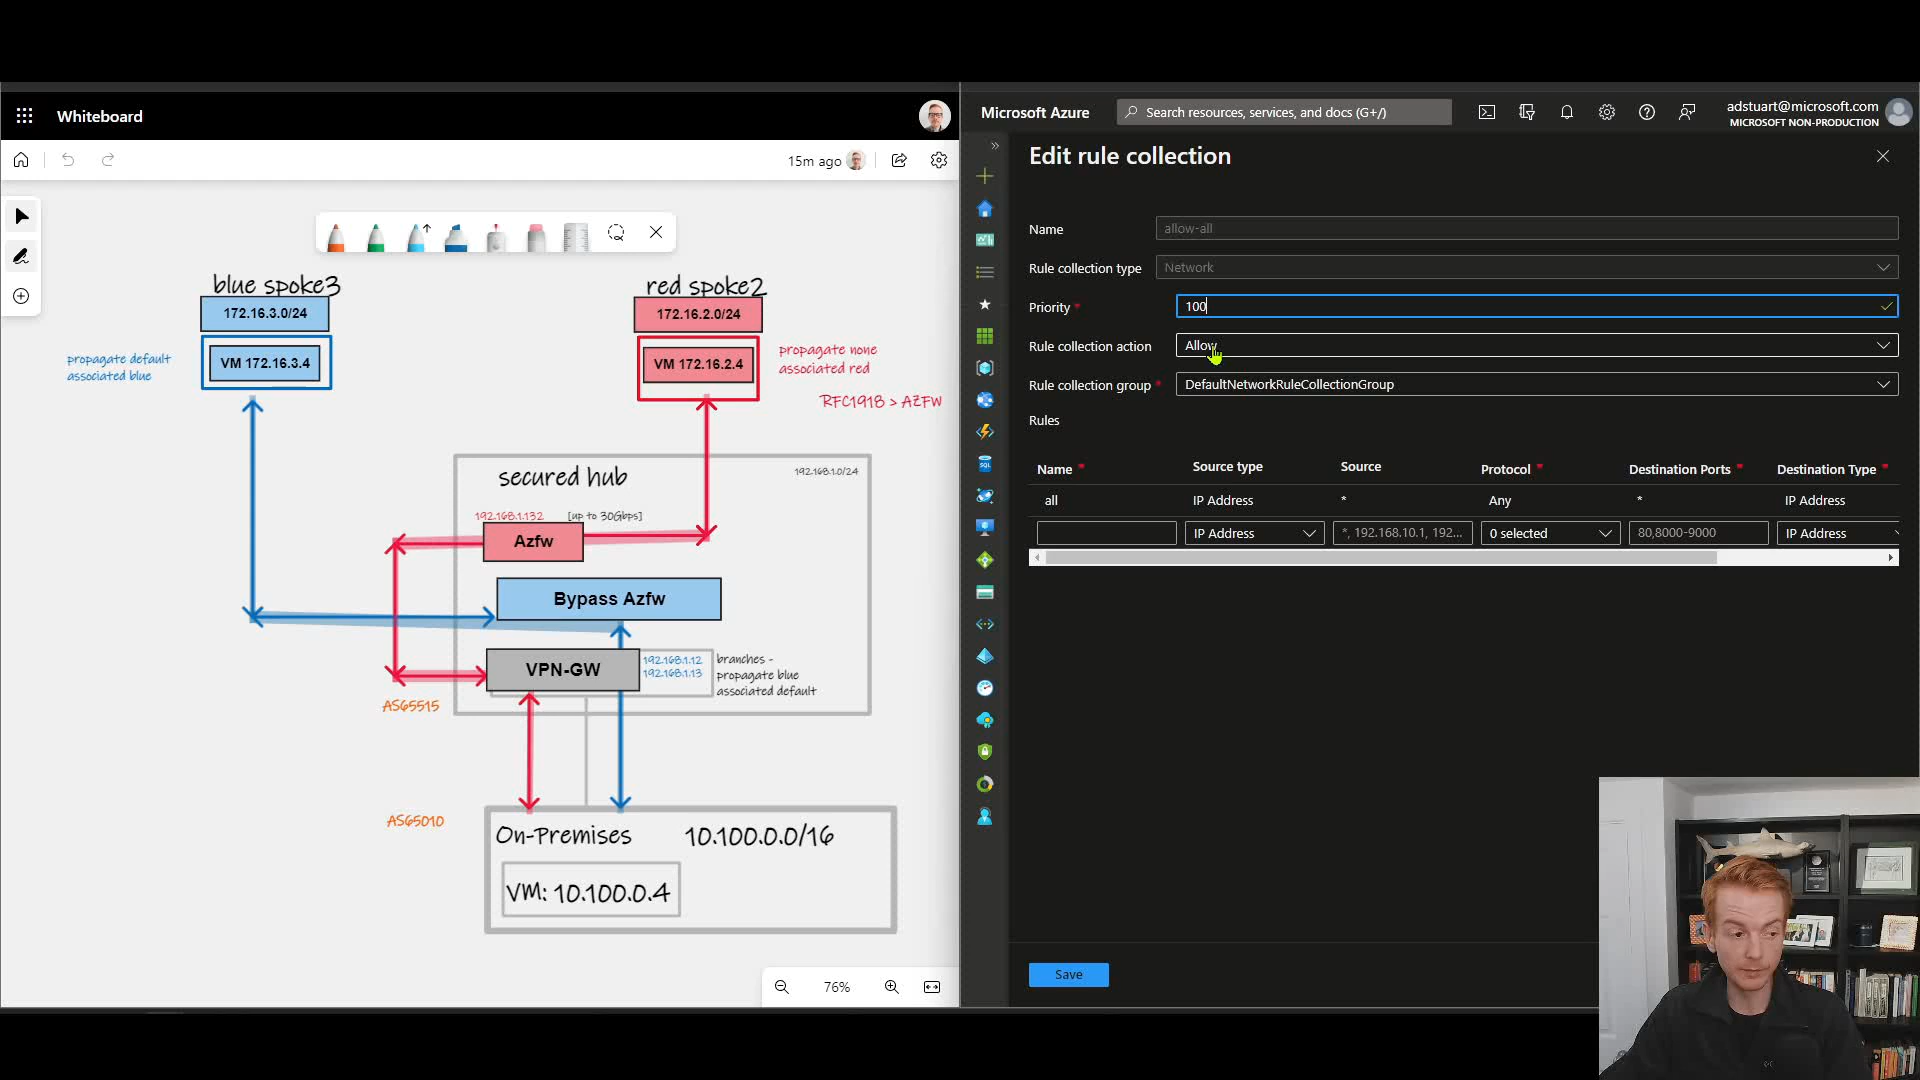 Whiteboard
15m ago
blue spoke3
172.16.3.0/24
VM 172.16.3.4
propagate default
associated blue
red spoke2
172.16.2.0/24
VM 172.16.2.4
propagate none
associated red
RFC1918 > AZFW
secured hub
192.168.1.0/24
192.168.1.132
[up to 30Gbps]
Azfw
Bypass Azfw
VPN-GW
192.168.1.12
192.168.1.13
branches -
propagate blue
associated default
AS65515
AS65010
On-Premises
10.100.0.0/16
VM: 10.100.0.4
76%
Microsoft Azure
Search resources, services, and docs (G+/)
adstuart@microsoft.com
MICROSOFT NON-PRODUCTION
Edit rule collection
Name
allow-all
Rule collection type
Network
Priority *
100
Rule collection action
Allow
Rule collection group *
DefaultNetworkRuleCollectionGroup
Rules
Name * Source type Source Protocol * Destination Ports * Destination Type *
all IP Address * Any * IP Address
IP Address *, 192.168.10.1, 192... 0 selected 80,8000-9000 IP Address
SQL
Save